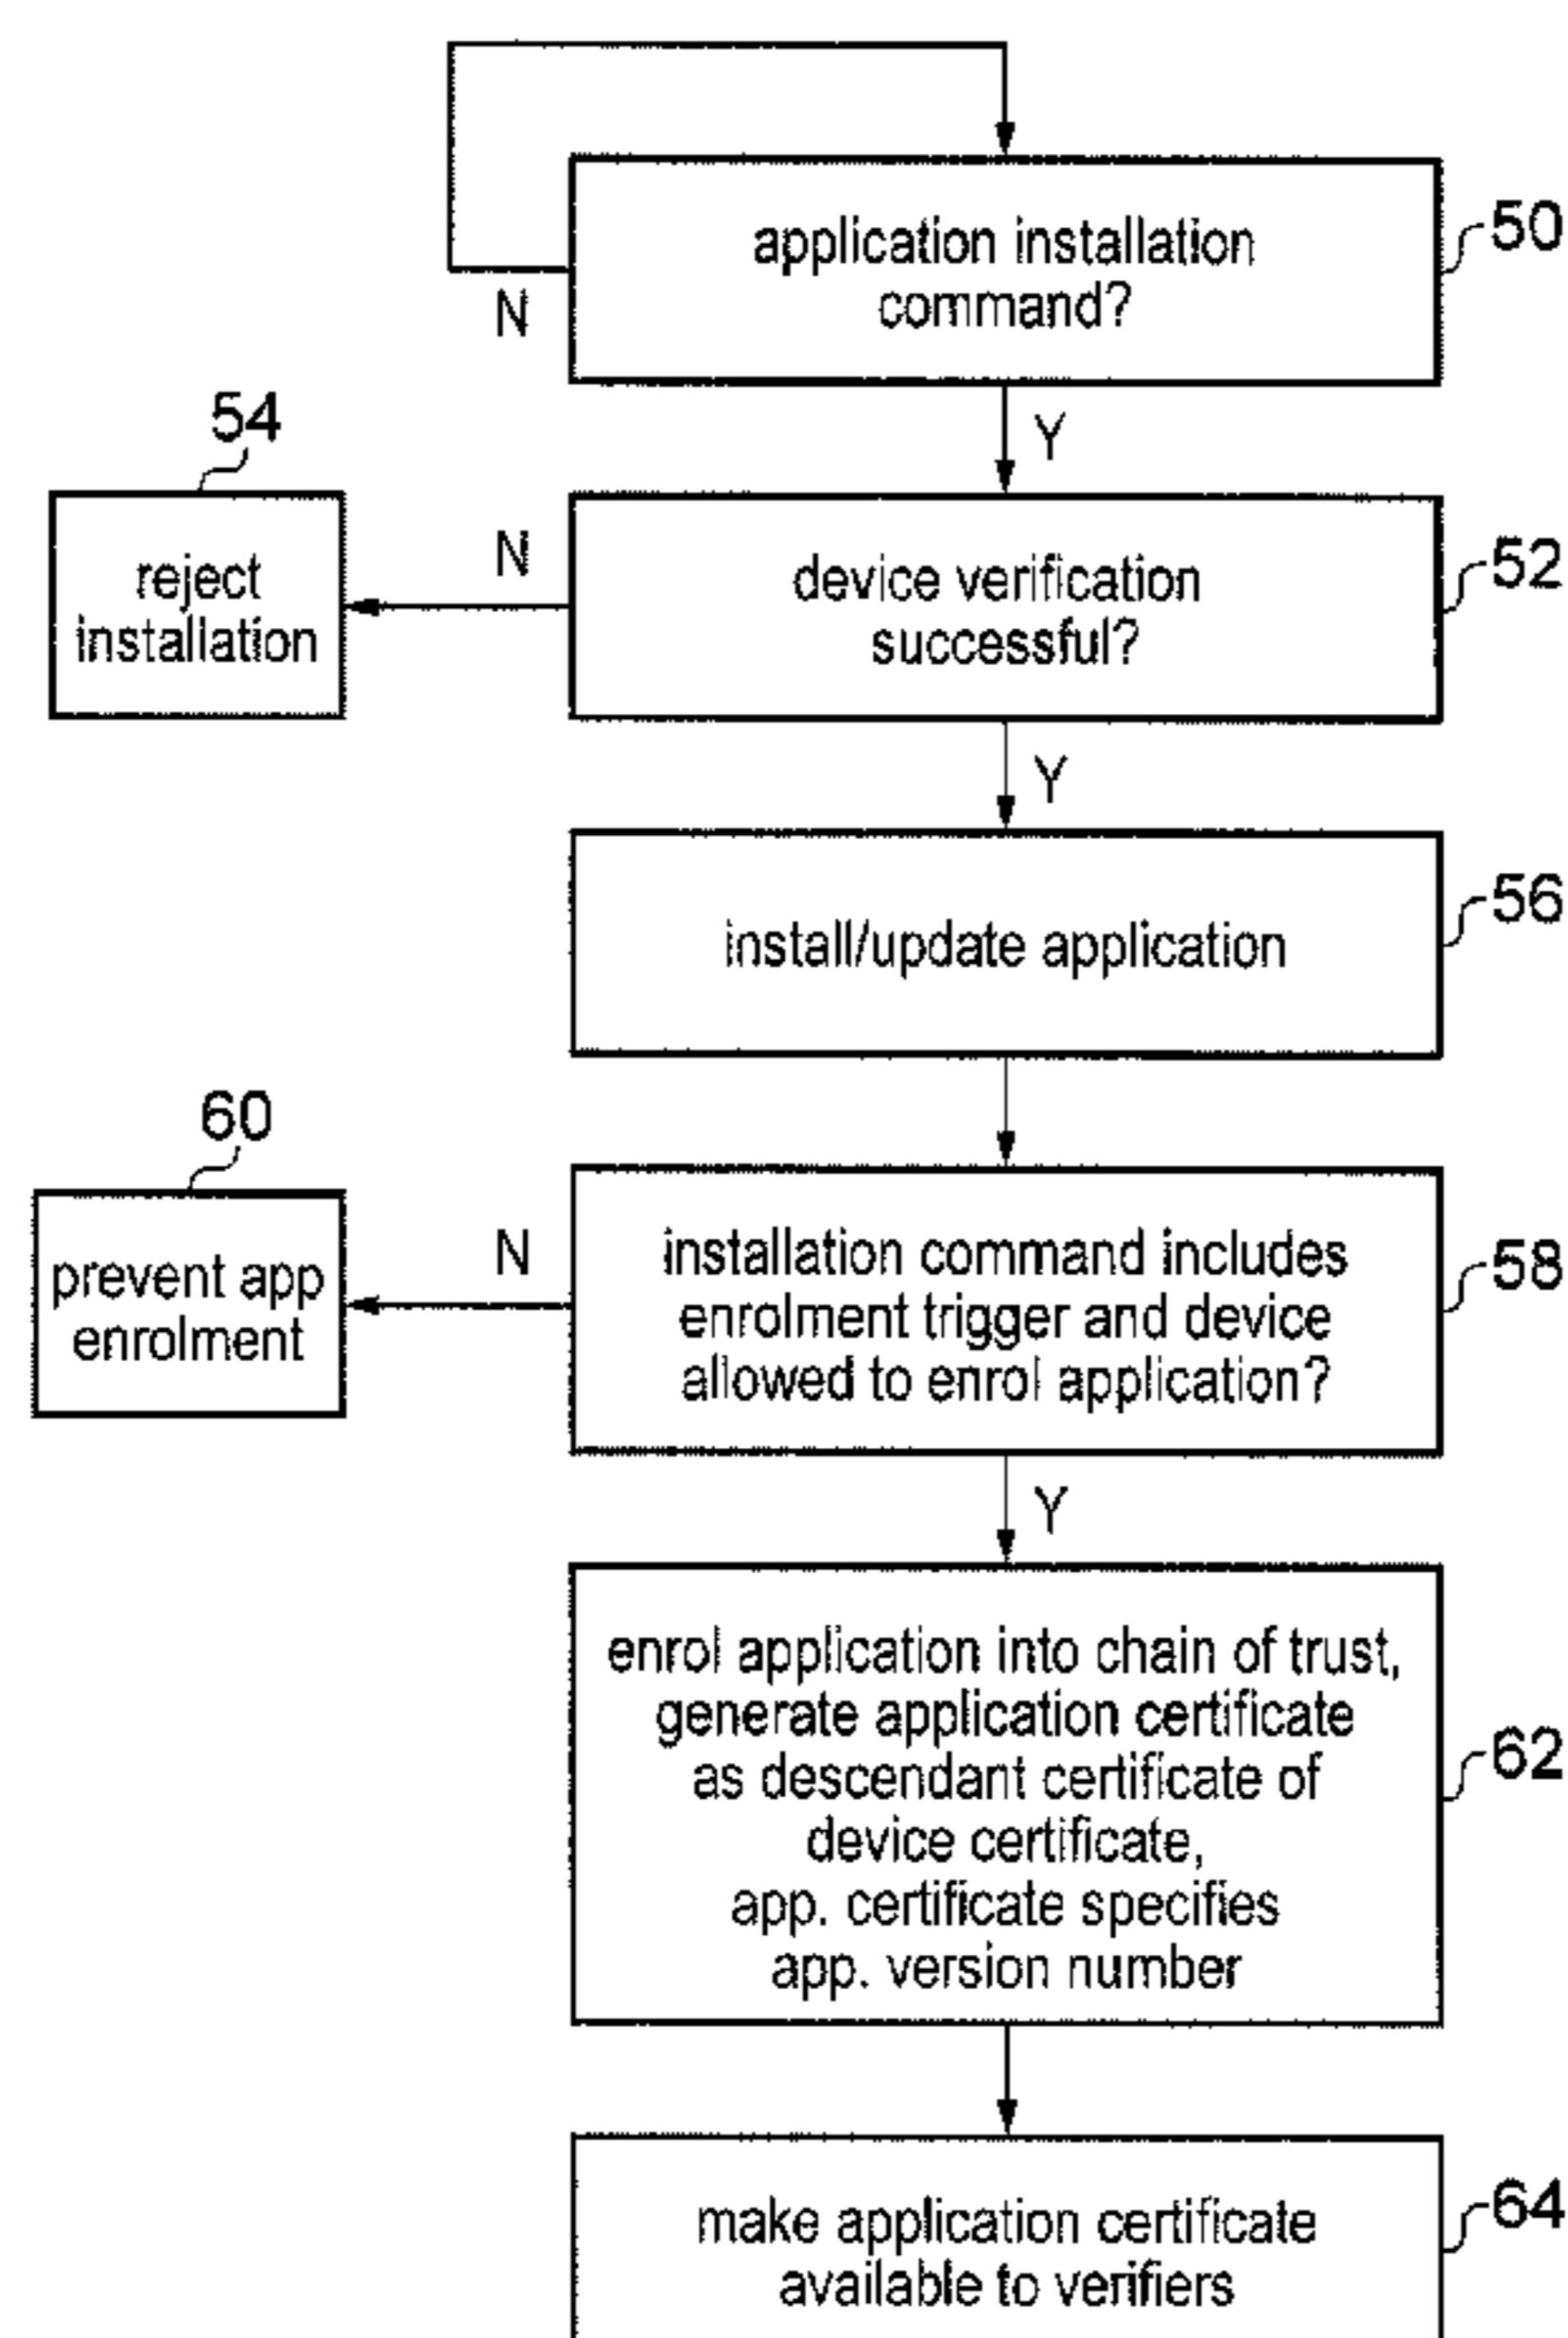 application installation
command?
50
N
Y
54
reject
installation
N
device verification
successful?
52
Y
install/update application
56
60
prevent app
enrolment
N
installation command includes
enrolment trigger and device
allowed to enrol application?
58
Y
enrol application into chain of trust,
generate application certificate
as descendant certificate of
device certificate,
app. certificate specifies
app. version number
62
make application certificate
available to verifiers
64